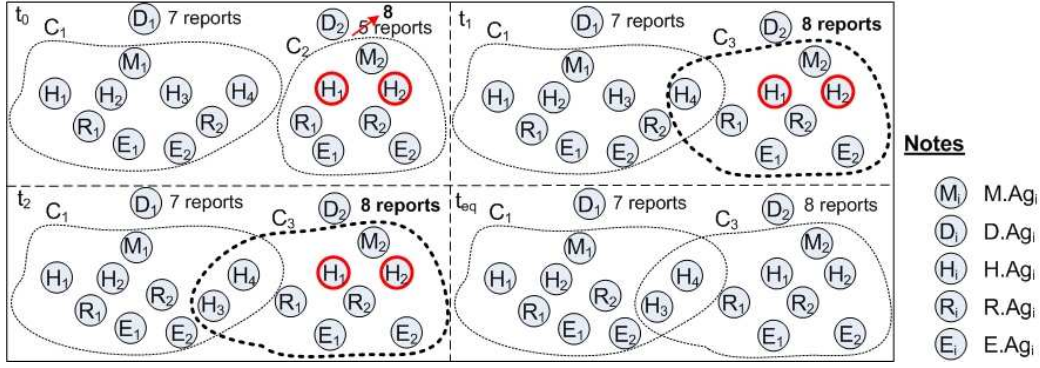 t0
C1
D1 7 reports
M1
H1 H2 H3 H4
R1 R2
E1 E2
D2 8
5 reports
C2
M2
H1 H2
R1 R2
E1 E2
t1
C1
D1 7 reports
M1
H1 H2 H3 H4
R1 R2
E1 E2
C3
D2 8 reports
M2
H1 H2
R1 R2
E1 E2
t2
C1
D1 7 reports
M1
H1 H2 H4
R1 R2 H3
E1 E2
C3
D2 8 reports
M2
H1 H2
R1 R2
E1 E2
teq
C1
D1 7 reports
M1
H1 H2 H4
R1 R2 H3
E1 E2
C3
D2 8 reports
M2
H1 H2
R1 R2
E1 E2
Notes
Mi M.Agi
Di D.Agi
Hi H.Agi
Ri R.Agi
Ei E.Agi